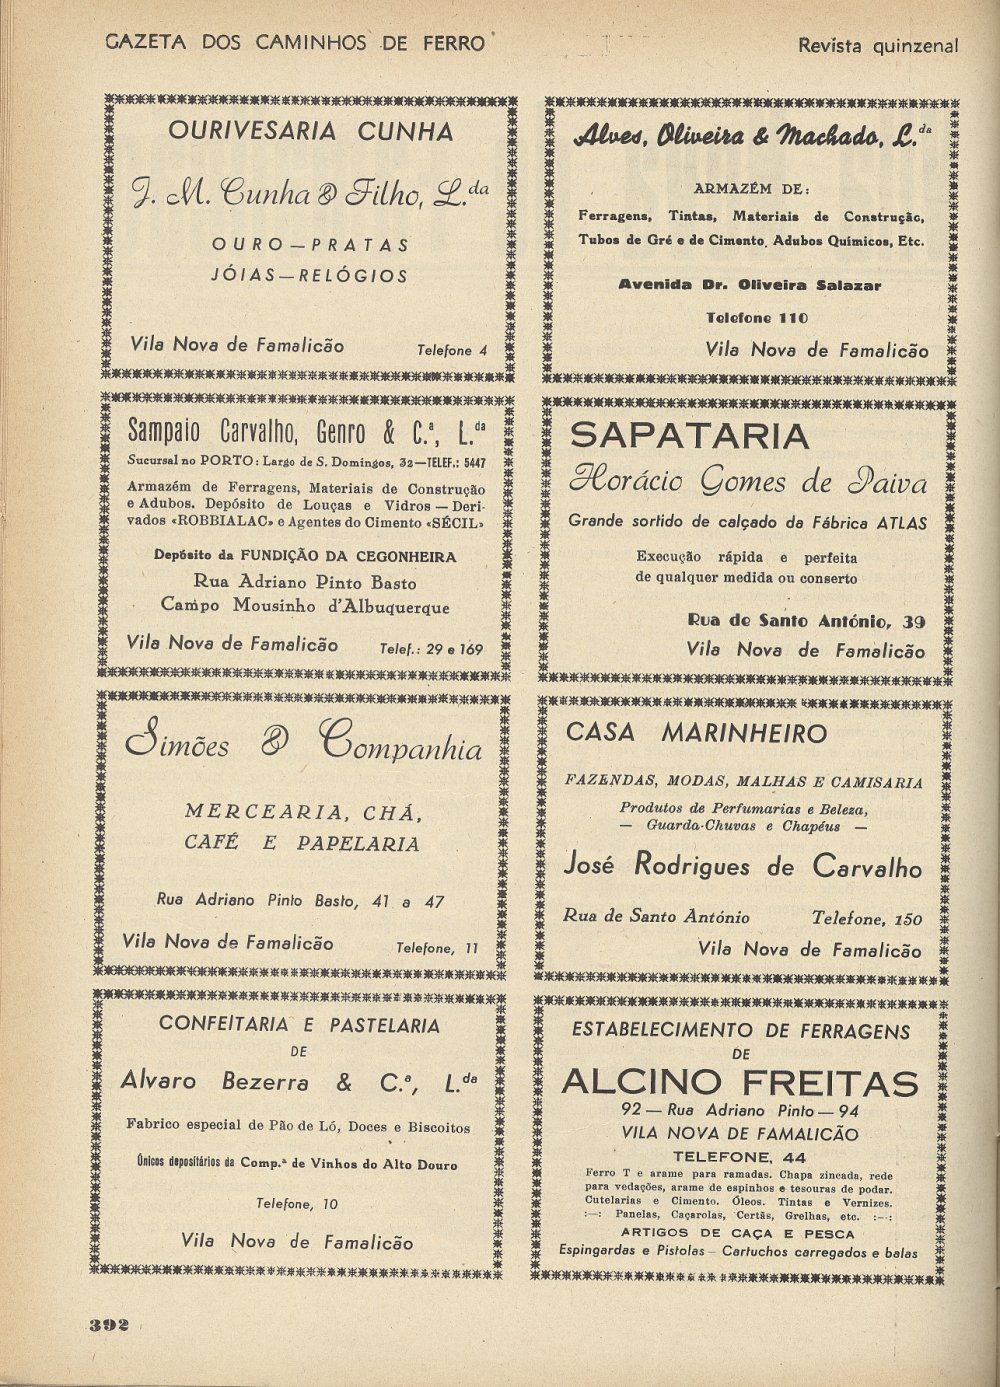 GAZETA DOS CAMINHOS DE FERRO
Revista quinzenal
OURIVESARIA CUNHA
J. M. Cunha & Filho, L.da
OURO—PRATAS
JÓIAS—RELÓGIOS
Vila Nova de Famalicão
Telefone 4
Alves, Oliveira & Machado, L.da
ARMAZÉM DE:
Ferragens, Tintas, Materiais de Construção,
Tubos de Gré e de Cimento, Adubos Químicos, Etc.
Avenida Dr. Oliveira Salazar
Telefone 110
Vila Nova de Famalicão
Sampaio Carvalho, Genro & C.ª, L.da
Sucursal no PORTO: Largo de S. Domingos, 32—TELEF.: 5447
Armazém de Ferragens, Materiais de Construção
e Adubos. Depósito de Louças e Vidros — Deri-
vados «ROBBIALAC» e Agentes do Cimento «SÉCIL»
Depósito da FUNDIÇÃO DA CEGONHEIRA
Rua Adriano Pinto Basto
Campo Mousinho d'Albuquerque
Vila Nova de Famalicão
Telef.: 29 e 169
SAPATARIA
Horácio Gomes de Paiva
Grande sortido de calçado da Fábrica ATLAS
Execução rápida e perfeita
de qualquer medida ou conserto
Rua de Santo António, 39
Vila Nova de Famalicão
Simões & Companhia
MERCEARIA, CHÁ,
CAFÉ E PAPELARIA
Rua Adriano Pinto Basto, 41 a 47
Vila Nova de Famalicão
Telefone, 11
CASA MARINHEIRO
FAZENDAS, MODAS, MALHAS E CAMISARIA
Produtos de Perfumarias e Beleza,
— Guarda-Chuvas e Chapéus —
José Rodrigues de Carvalho
Rua de Santo António
Telefone, 150
Vila Nova de Famalicão
CONFEITARIA E PASTELARIA
DE
Alvaro Bezerra & C.ª, L.da
Fabrico especial de Pão de Ló, Doces e Biscoitos
Únicos depositários da Comp.ª de Vinhos do Alto Douro
Telefone, 10
Vila Nova de Famalicão
ESTABELECIMENTO DE FERRAGENS
DE
ALCINO FREITAS
92 — Rua Adriano Pinto — 94
VILA NOVA DE FAMALICÃO
TELEFONE, 44
Ferro T e arame para ramadas. Chapa zincada, rede
para vedações, arame de espinhos e tesouras de podar.
Cutelarias e Cimento. Óleos. Tintas e Vernizes.
:—: Panelas, Caçarolas, Certãs, Grelhas, etc. :—:
ARTIGOS DE CAÇA E PESCA
Espingardas e Pistolas — Cartuchos carregados e balas
392